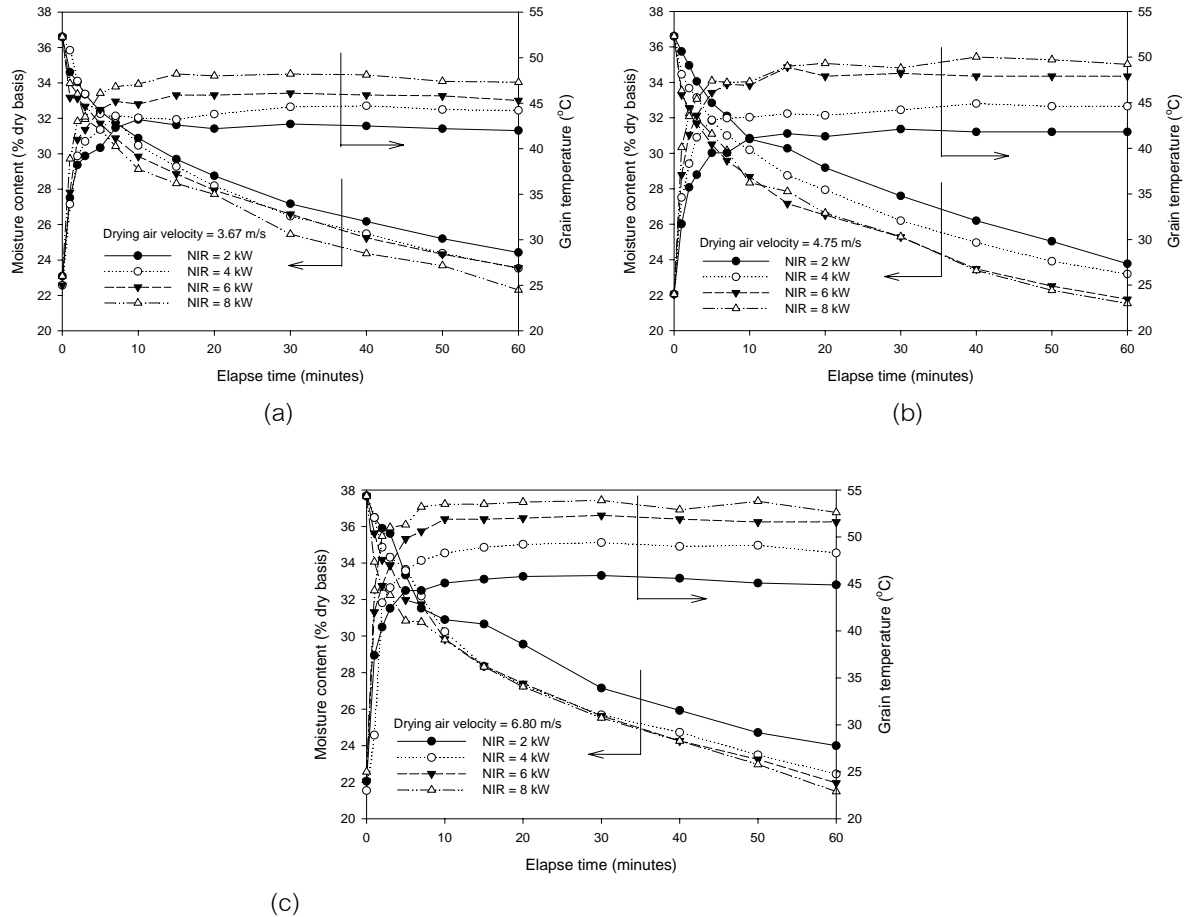 38
36
34
32
30
28
26
24
22
20
Moisture content (% dry basis)
55
50
45
40
35
30
25
20
Grain temperature (°C)
Drying air velocity = 3.67 m/s
NIR = 2 kW
NIR = 4 kW
NIR = 6 kW
NIR = 8 kW
0 10 20 30 40 50 60
Elapse time (minutes)
(a)
38
36
34
32
30
28
26
24
22
20
Moisture content (% dry basis)
55
50
45
40
35
30
25
20
Grain temperature (°C)
Drying air velocity = 4.75 m/s
NIR = 2 kW
NIR = 4 kW
NIR = 6 kW
NIR = 8 kW
0 10 20 30 40 50 60
Elapse time (minutes)
(b)
38
36
34
32
30
28
26
24
22
20
Moisture content (% dry basis)
55
50
45
40
35
30
25
20
Grain temperature (°C)
Drying air velocity = 6.80 m/s
NIR = 2 kW
NIR = 4 kW
NIR = 6 kW
NIR = 8 kW
0 10 20 30 40 50 60
Elapse time (minutes)
(c)